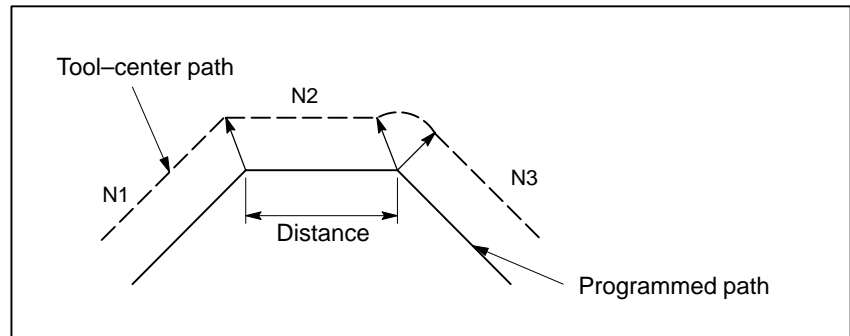 Tool–center path
N2
N1
N3
Distance
Programmed path